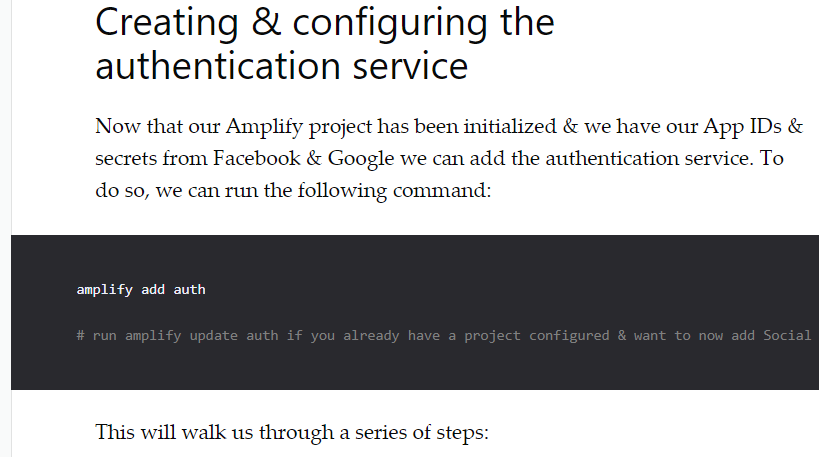 Creating & configuring the
authentication service
Now that our Amplify project has been initialized & we have our App IDs &
secrets from Facebook & Google we can add the authentication service. To
do so, we can run the following command:
amplify add auth
# run amplify update auth if you already have a project configured & want to now add Social
This will walk us through a series of steps: